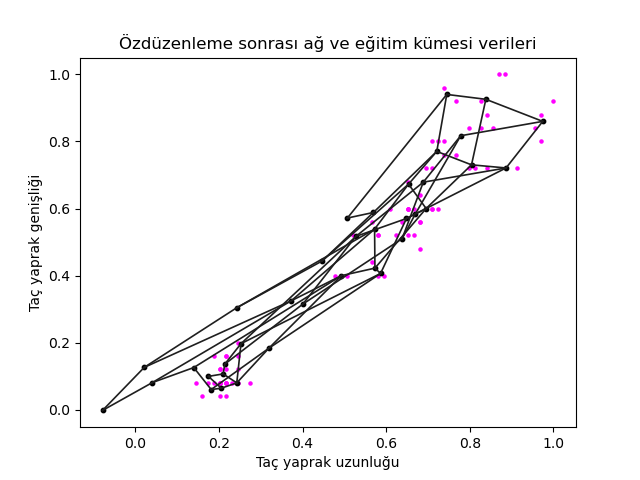 Özdüzenleme sonrası ağ ve eğitim kümesi verileri
1.0
0.8
0.6
0.4
0.2
0.0
Taç yaprak genişliği
0.0 0.2 0.4 0.6 0.8 1.0
Taç yaprak uzunluğu